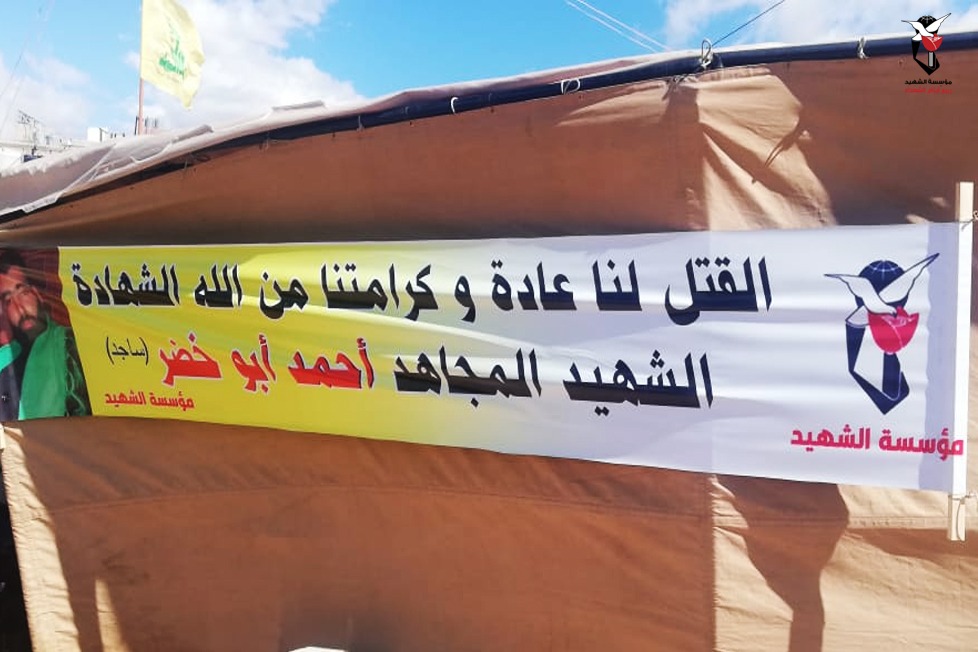 مؤسسة الشهيد
القتل لنا عادة و كرامتنا من الله الشهادة
الشهيد المجاهد أحمد أبو خضر (ساجد)
مؤسسة الشهيد
مؤسسة الشهيد